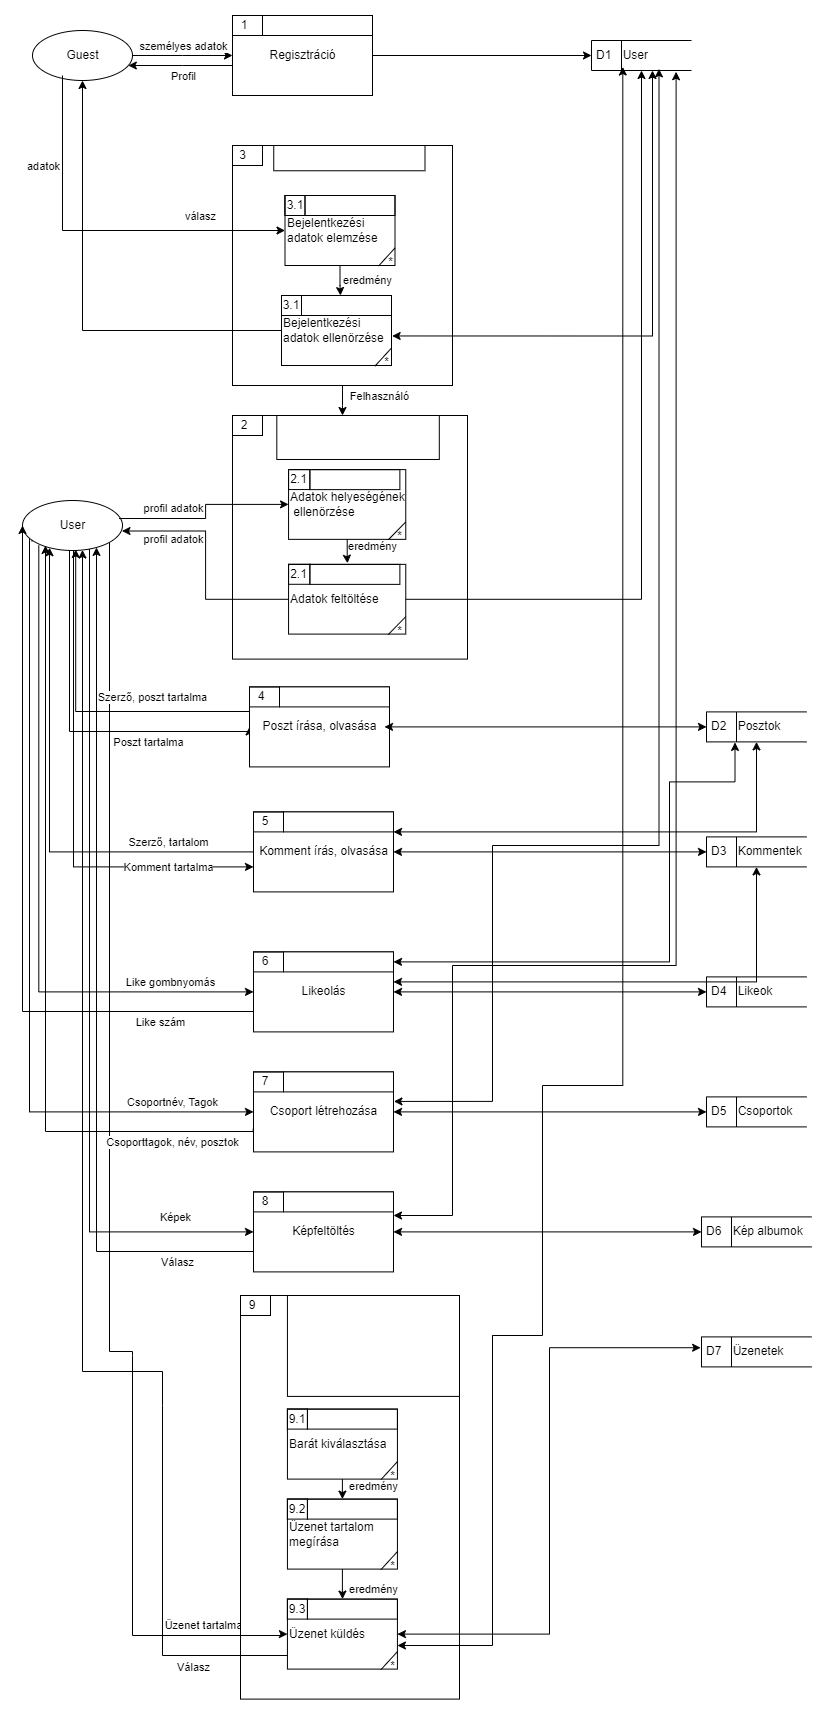 1
Guest
személyes adatok
Regisztráció
D1
User
Profil
3
adatok
3.1
válasz
Bejelentkezési
adatok elemzése
*
eredmény
3.1
Bejelentkezési
adatok ellenörzése
*
Felhasználó
2
2.1
profil adatok
Adatok helyeségének
ellenörzése
*
User
profil adatok
eredmény
2.1
Adatok feltöltése
*
4
Szerző, poszt tartalma
Poszt írása, olvasása
D2
Posztok
Poszt tartalma
5
Szerző, tartalom
Komment írás, olvasása
D3
Kommentek
Komment tartalma
6
Like gombnyomás
Likeolás
D4
Likeok
Like szám
7
Csoportnév, Tagok
Csoport létrehozása
D5
Csoportok
Csoporttagok, név, posztok
8
Képek
Képfeltöltés
D6
Kép albumok
Válasz
9
D7
Üzenetek
9.1
Barát kiválasztása
*
eredmény
9.2
Üzenet tartalom
megírása
*
eredmény
9.3
Üzenet tartalma
Üzenet küldés
*
Válasz